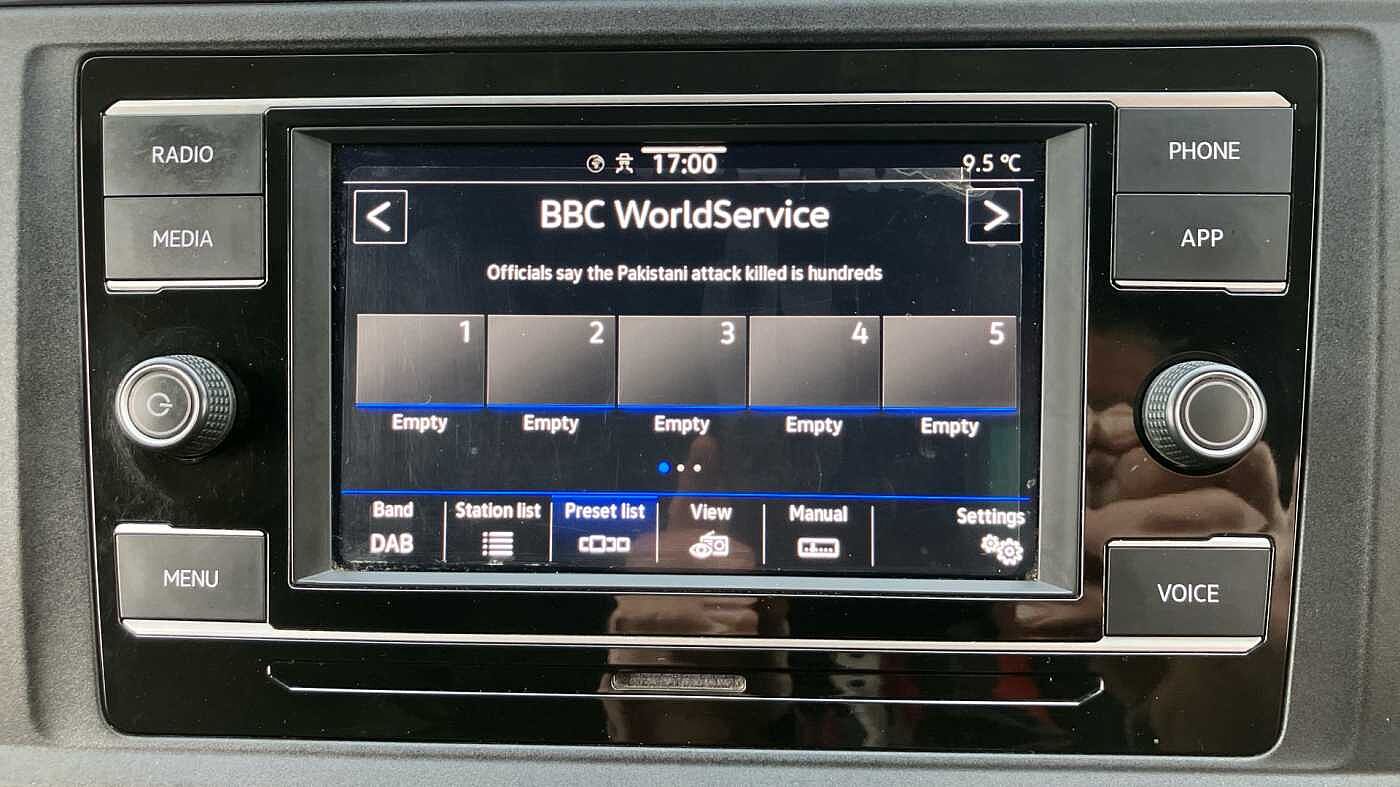 RADIO
MEDIA
MENU
17:00
9.5 °C
< BBC WorldService >
Officials say the Pakistani attack killed is hundreds
1 2 3 4 5
Empty Empty Empty Empty Empty
Band Station list Preset list View Manual Settings
DAB
PHONE
APP
VOICE